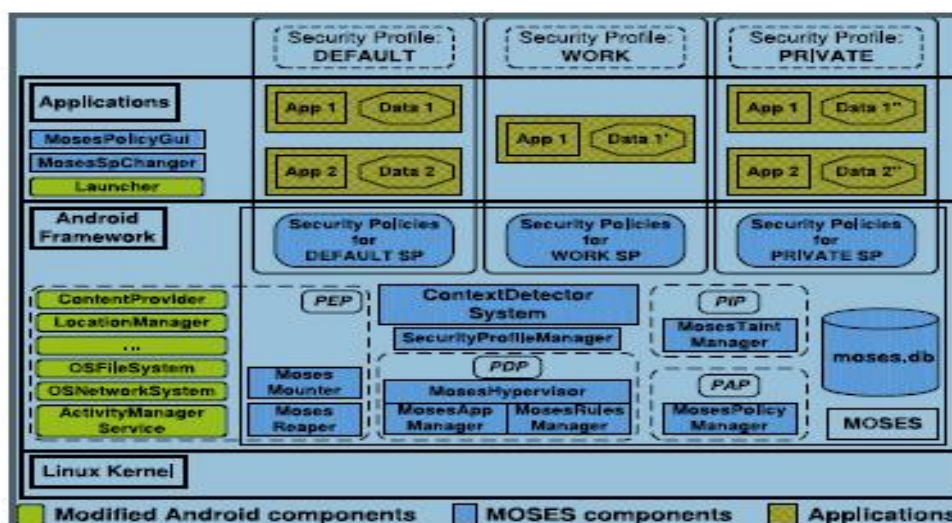 Security Profile:
DEFAULT
Security Profile:
WORK
Security Profile:
PRIVATE
Applications
MosesPolicyGui
MosesSpChanger
Launcher
App 1
Data 1
App 2
Data 2
App 1
Data 1'
App 1
Data 1"
App 2
Data 2"
Android
Framework
Security Policies
for
DEFAULT SP
Security Policies
for
WORK SP
Security Policies
for
PRIVATE SP
ContentProvider
LocationManager
...
OSFileSystem
OSNetworkSystem
ActivityManager
Service
PEP
Moses
Mounter
Moses
Reaper
ContextDetector
System
SecurityProfileManager
PDP
MosesHypervisor
MosesApp
Manager
MosesRules
Manager
PIP
MosesTaint
Manager
PAP
MosesPolicy
Manager
moses.db
MOSES
Linux Kernel
Modified Android components
MOSES components
Applications